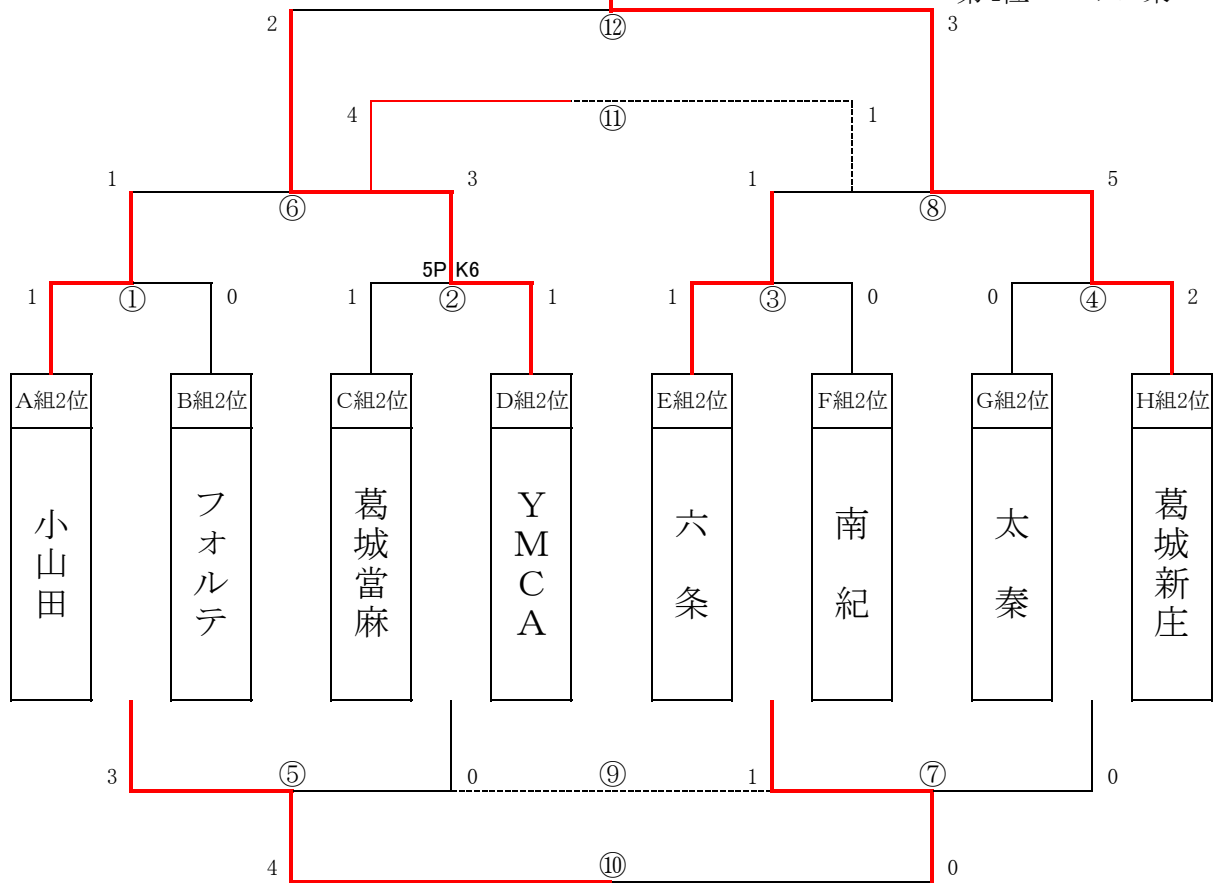 2
⑫
3
4
⑪
1
1
3
1
5
⑥
⑧
5PK6
1
①
0
1
②
1
1
③
0
0
④
2
A組2位
B組2位
C組2位
D組2位
E組2位
F組2位
G組2位
H組2位
小山田
フォルテ
葛城當麻
YMCA
六条
南紀
太秦
葛城新庄
3
⑤
0
⑨
1
⑦
0
4
⑩
0